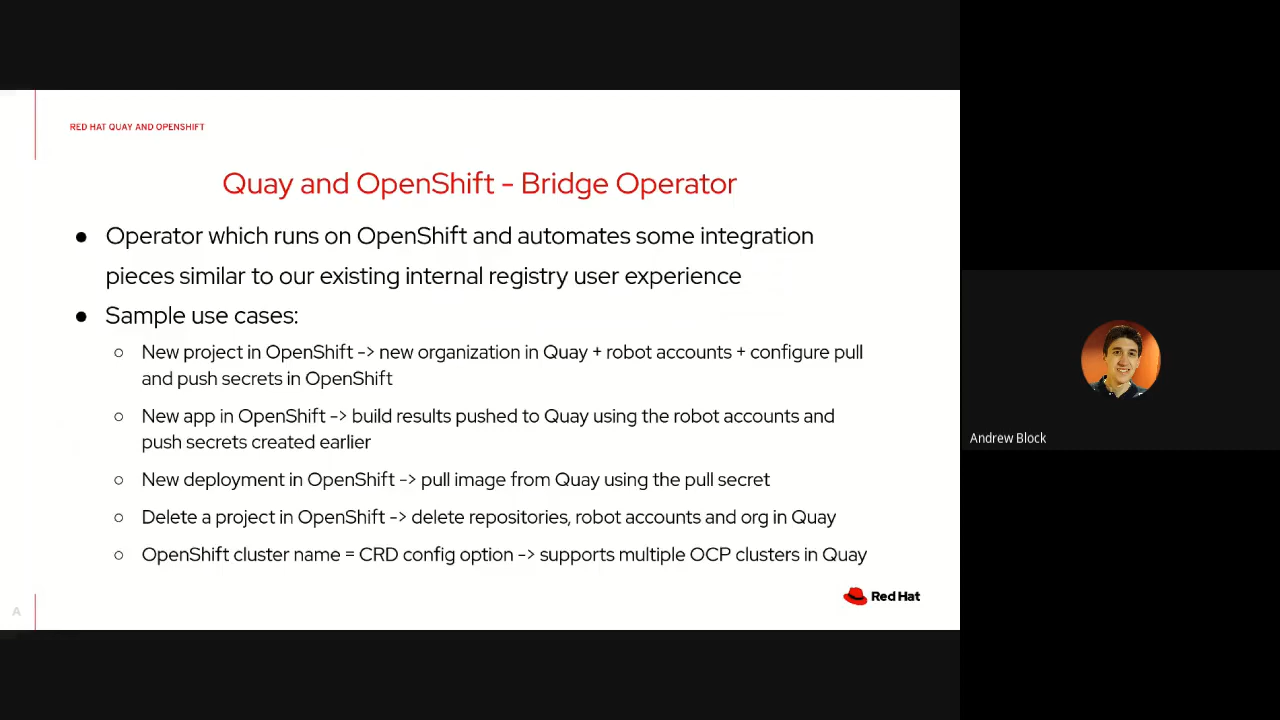 RED HAT QUAY AND OPENSHIFT
Quay and OpenShift - Bridge Operator
● Operator which runs on OpenShift and automates some integration
pieces similar to our existing internal registry user experience
● Sample use cases:
○ New project in OpenShift -> new organization in Quay + robot accounts + configure pull
and push secrets in OpenShift
○ New app in OpenShift -> build results pushed to Quay using the robot accounts and
push secrets created earlier
○ New deployment in OpenShift -> pull image from Quay using the pull secret
○ Delete a project in OpenShift -> delete repositories, robot accounts and org in Quay
○ OpenShift cluster name = CRD config option -> supports multiple OCP clusters in Quay
A
Red Hat
Andrew Block